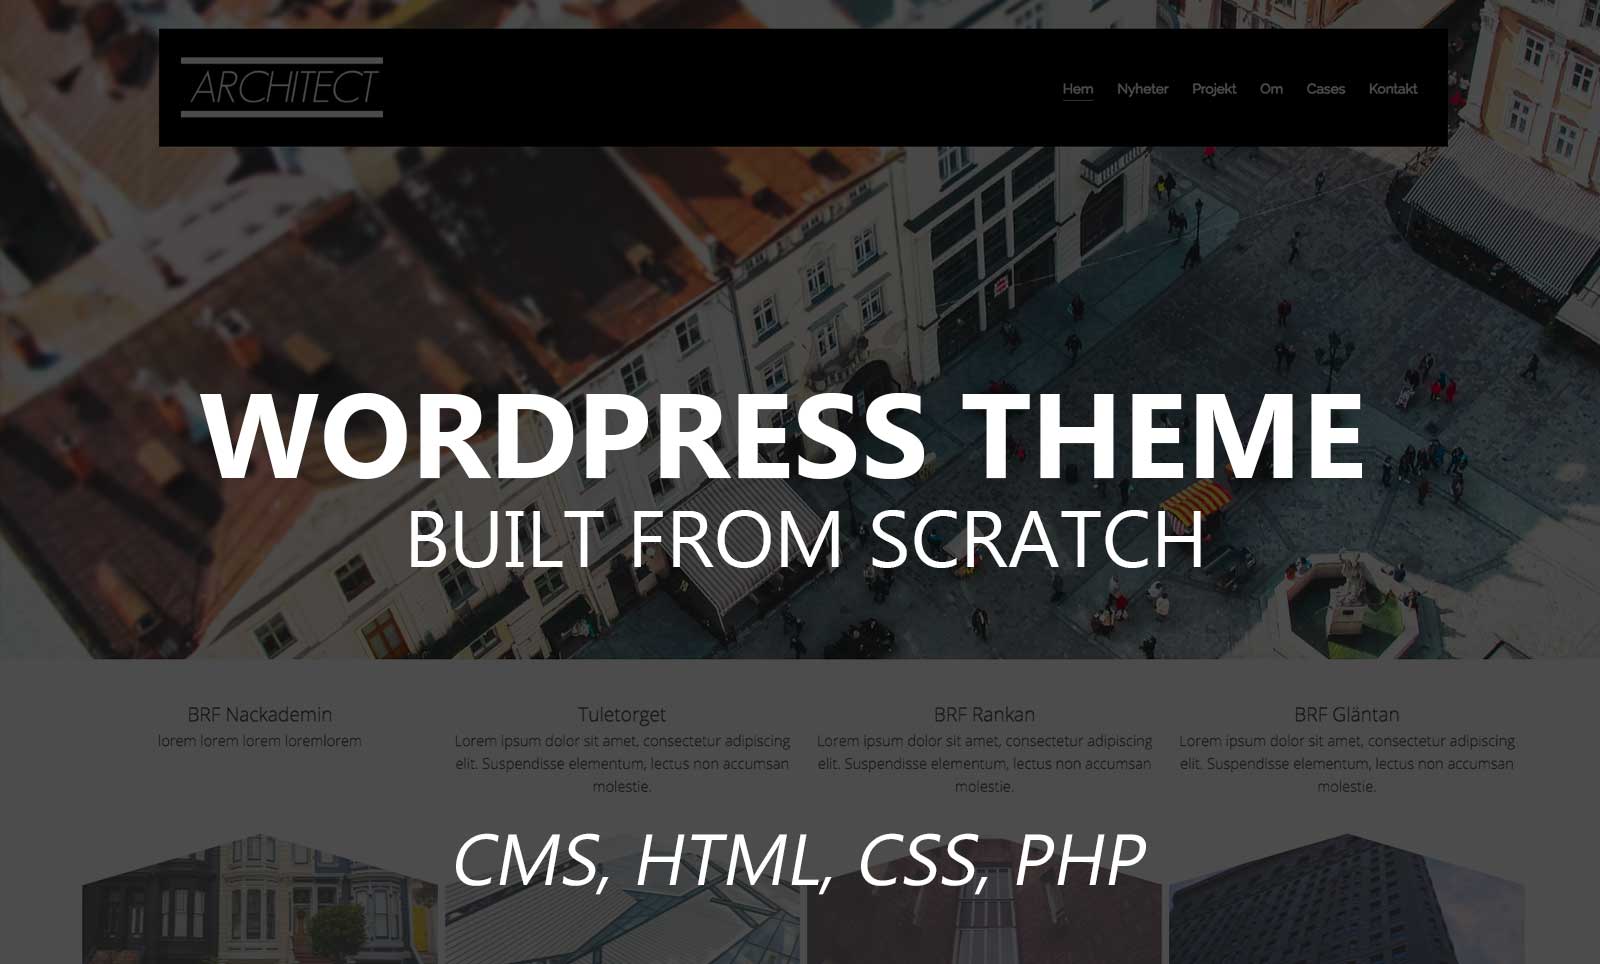 ARCHITECT
Hem Nyheter Projekt Om Cases Kontakt
WORDPRESS THEME
BUILT FROM SCRATCH
BRF Nackademin
lorem lorem lorem loremlorem
Tuletorget
Lorem ipsum dolor sit amet, consectetur adipiscing
elit. Suspendisse elementum, lectus non accumsan
molestie.
BRF Rankan
Lorem ipsum dolor sit amet, consectetur adipiscing
elit. Suspendisse elementum, lectus non accumsan
molestie.
BRF Gläntan
Lorem ipsum dolor sit amet, consectetur adipiscing
elit. Suspendisse elementum, lectus non accumsan
molestie.
CMS, HTML, CSS, PHP